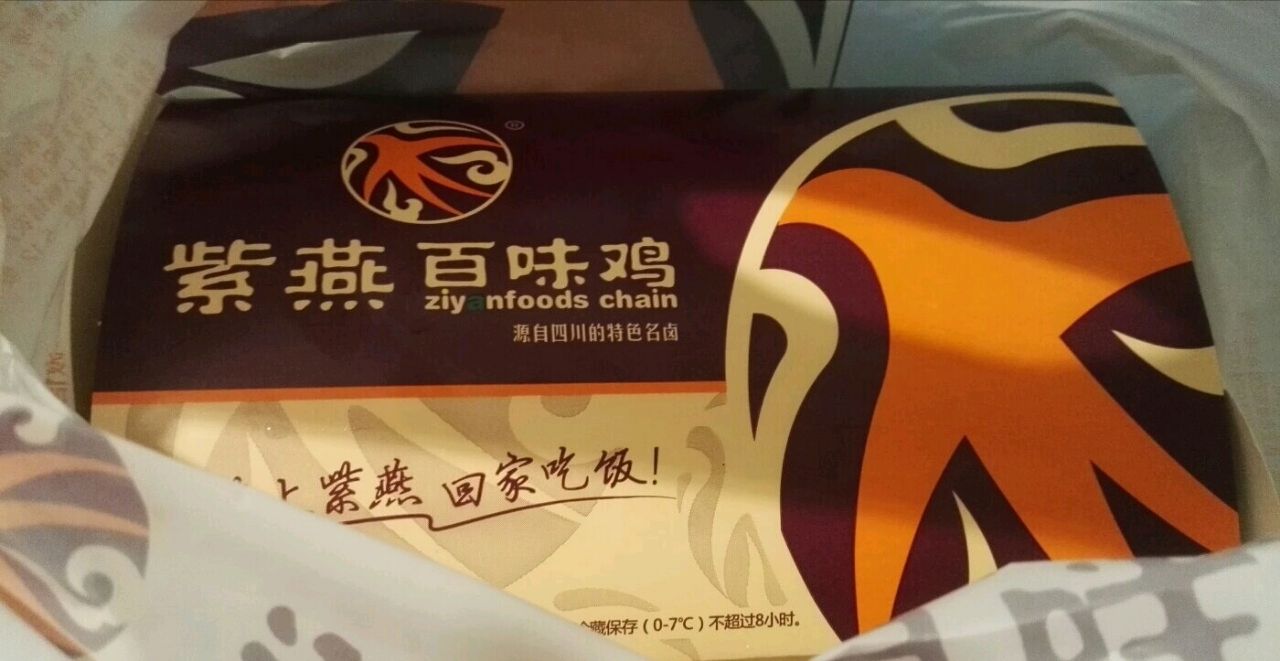 ®
紫燕百味鸡
ziyanfoods chain
源自四川的特色名卤
上紫燕 回家吃饭!
冷藏保存(0-7℃)不超过8小时。